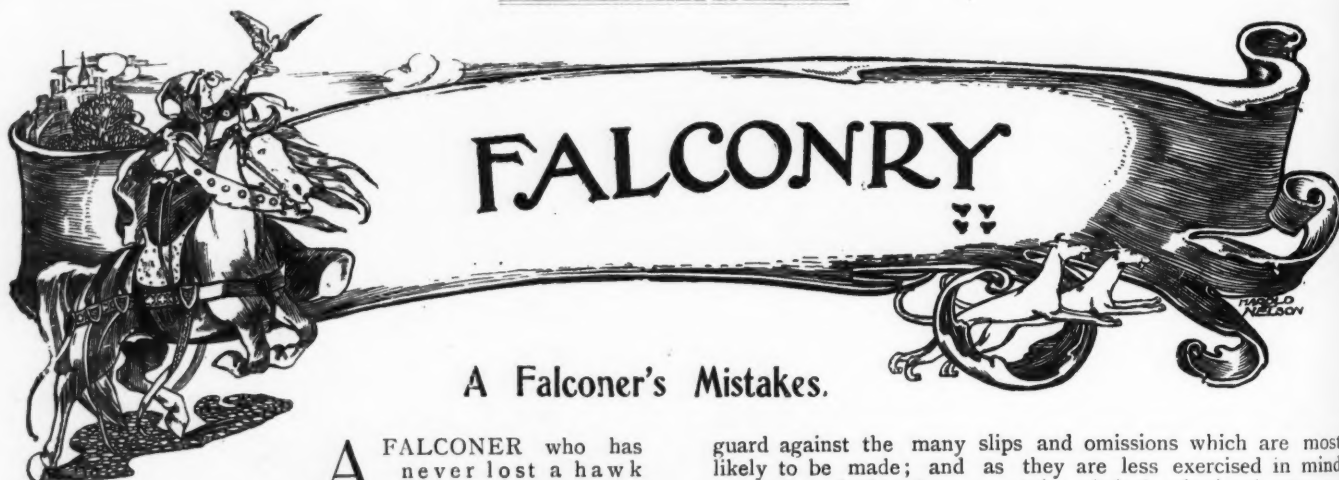 FALCONRY
HAROLD
NELSON
A Falconer's Mistakes.
A FALCONER who has
never lost a hawk
guard against the many slips and omissions which are most
likely to be made; and as they are less exercised in mind